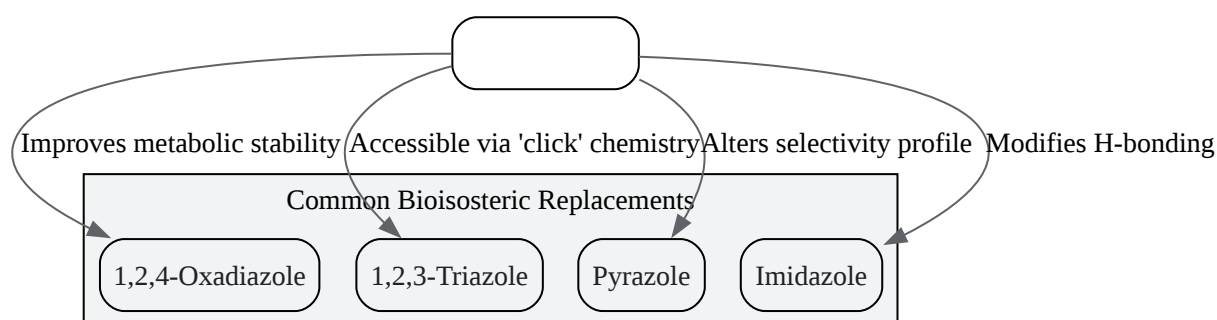 Improves metabolic stability
Accessible via 'click' chemistry
Alters selectivity profile
Modifies H-bonding
Common Bioisosteric Replacements
1,2,4-Oxadiazole
1,2,3-Triazole
Pyrazole
Imidazole